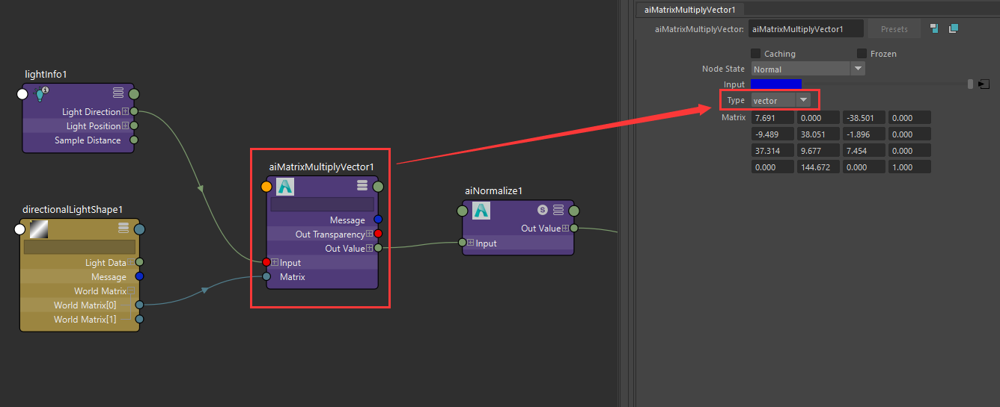 lightInfo1
Light Direction
Light Position
Sample Distance
directionalLightShape1
Light Data
Message
World Matrix
World Matrix[0]
World Matrix[1]
aiMatrixMultiplyVector1
Message
Out Transparency
Out Value
Input
Matrix
aiNormalize1
S
Out Value
Input
aiMatrixMultiplyVector1
aiMatrixMultiplyVector: aiMatrixMultiplyVector1 Presets
Caching Frozen
Node State Normal
Input
Type vector
Matrix 7.691 0.000 -38.501 0.000
-9.489 38.051 -1.896 0.000
37.314 9.677 7.454 0.000
0.000 144.672 0.000 1.000